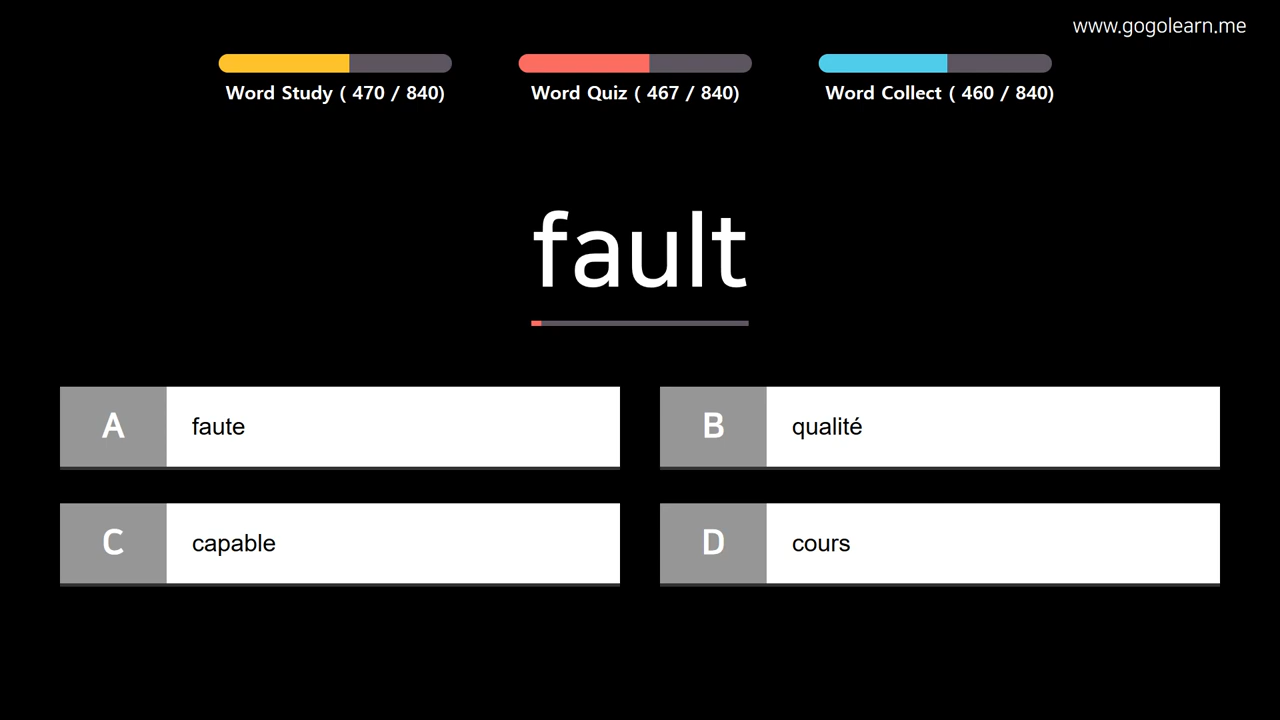 www.gogolearn.me
Word Study ( 470 / 840)
Word Quiz ( 467 / 840)
Word Collect ( 460 / 840)
fault
A faute
B qualité
C capable
D cours